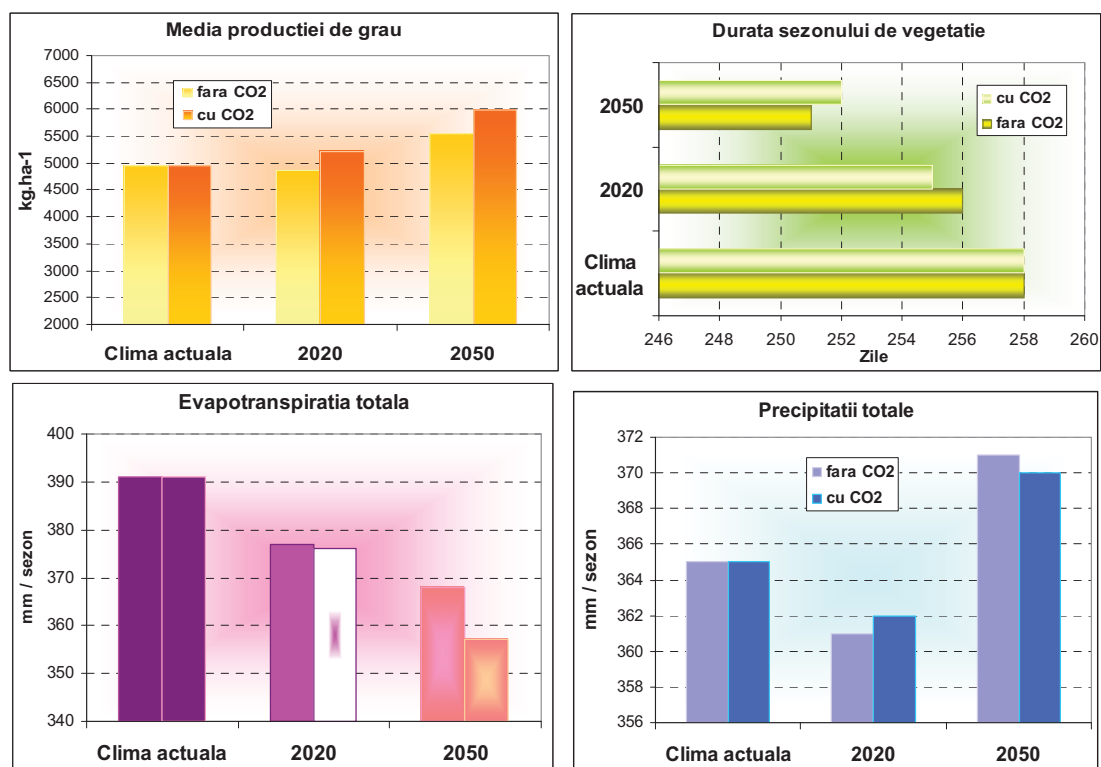 Media productiei de grau
7000
6500
6000
5500
5000
4500
4000
3500
3000
2500
2000
kg.ha-1
fara CO2
cu CO2
Clima actuala 2020 2050
Durata sezonului de vegetatie
2050
2020
Clima
actuala
cu CO2
fara CO2
246 248 250 252 254 256 258 260
Zile
Evapotranspiratia totala
400
390
380
370
360
350
340
mm / sezon
Clima actuala 2020 2050
Precipitatii totale
372
370
368
366
364
362
360
358
356
mm / sezon
fara CO2
cu CO2
Clima actuala 2020 2050